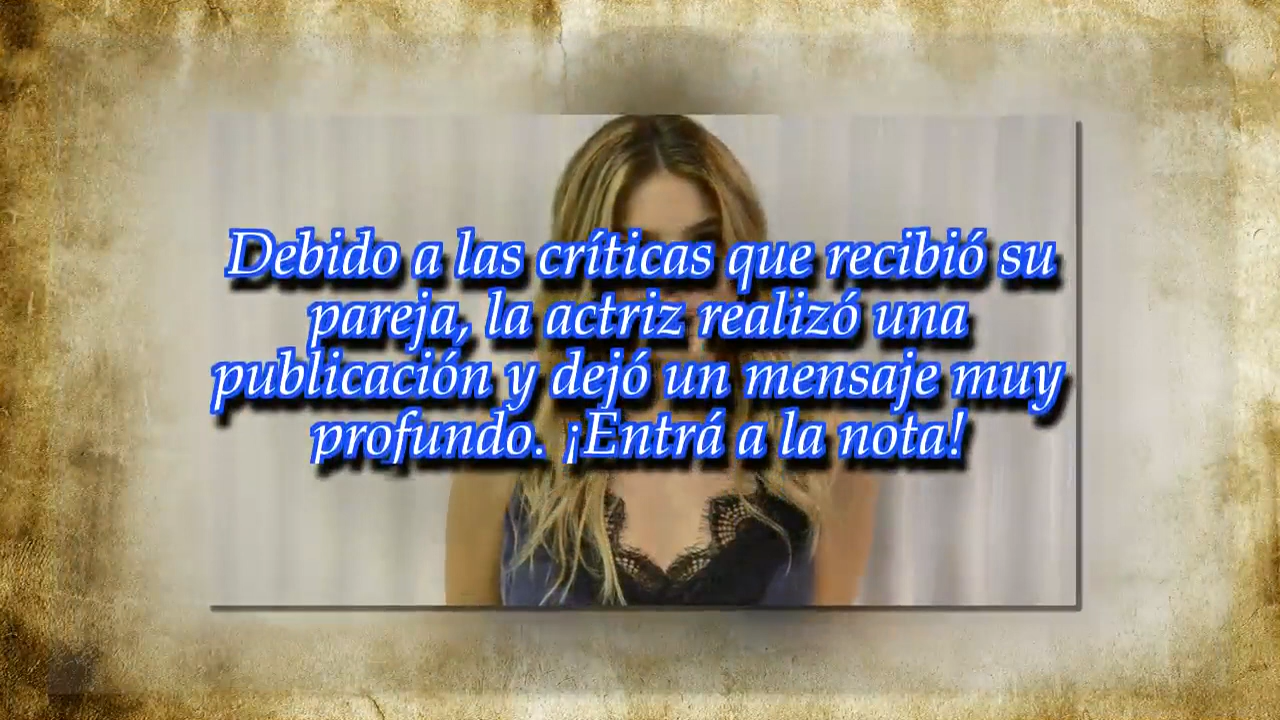 Debido a las críticas que recibió su
pareja, la actriz realizó una
publicación y dejó un mensaje muy
profundo. ¡Entrá a la nota!